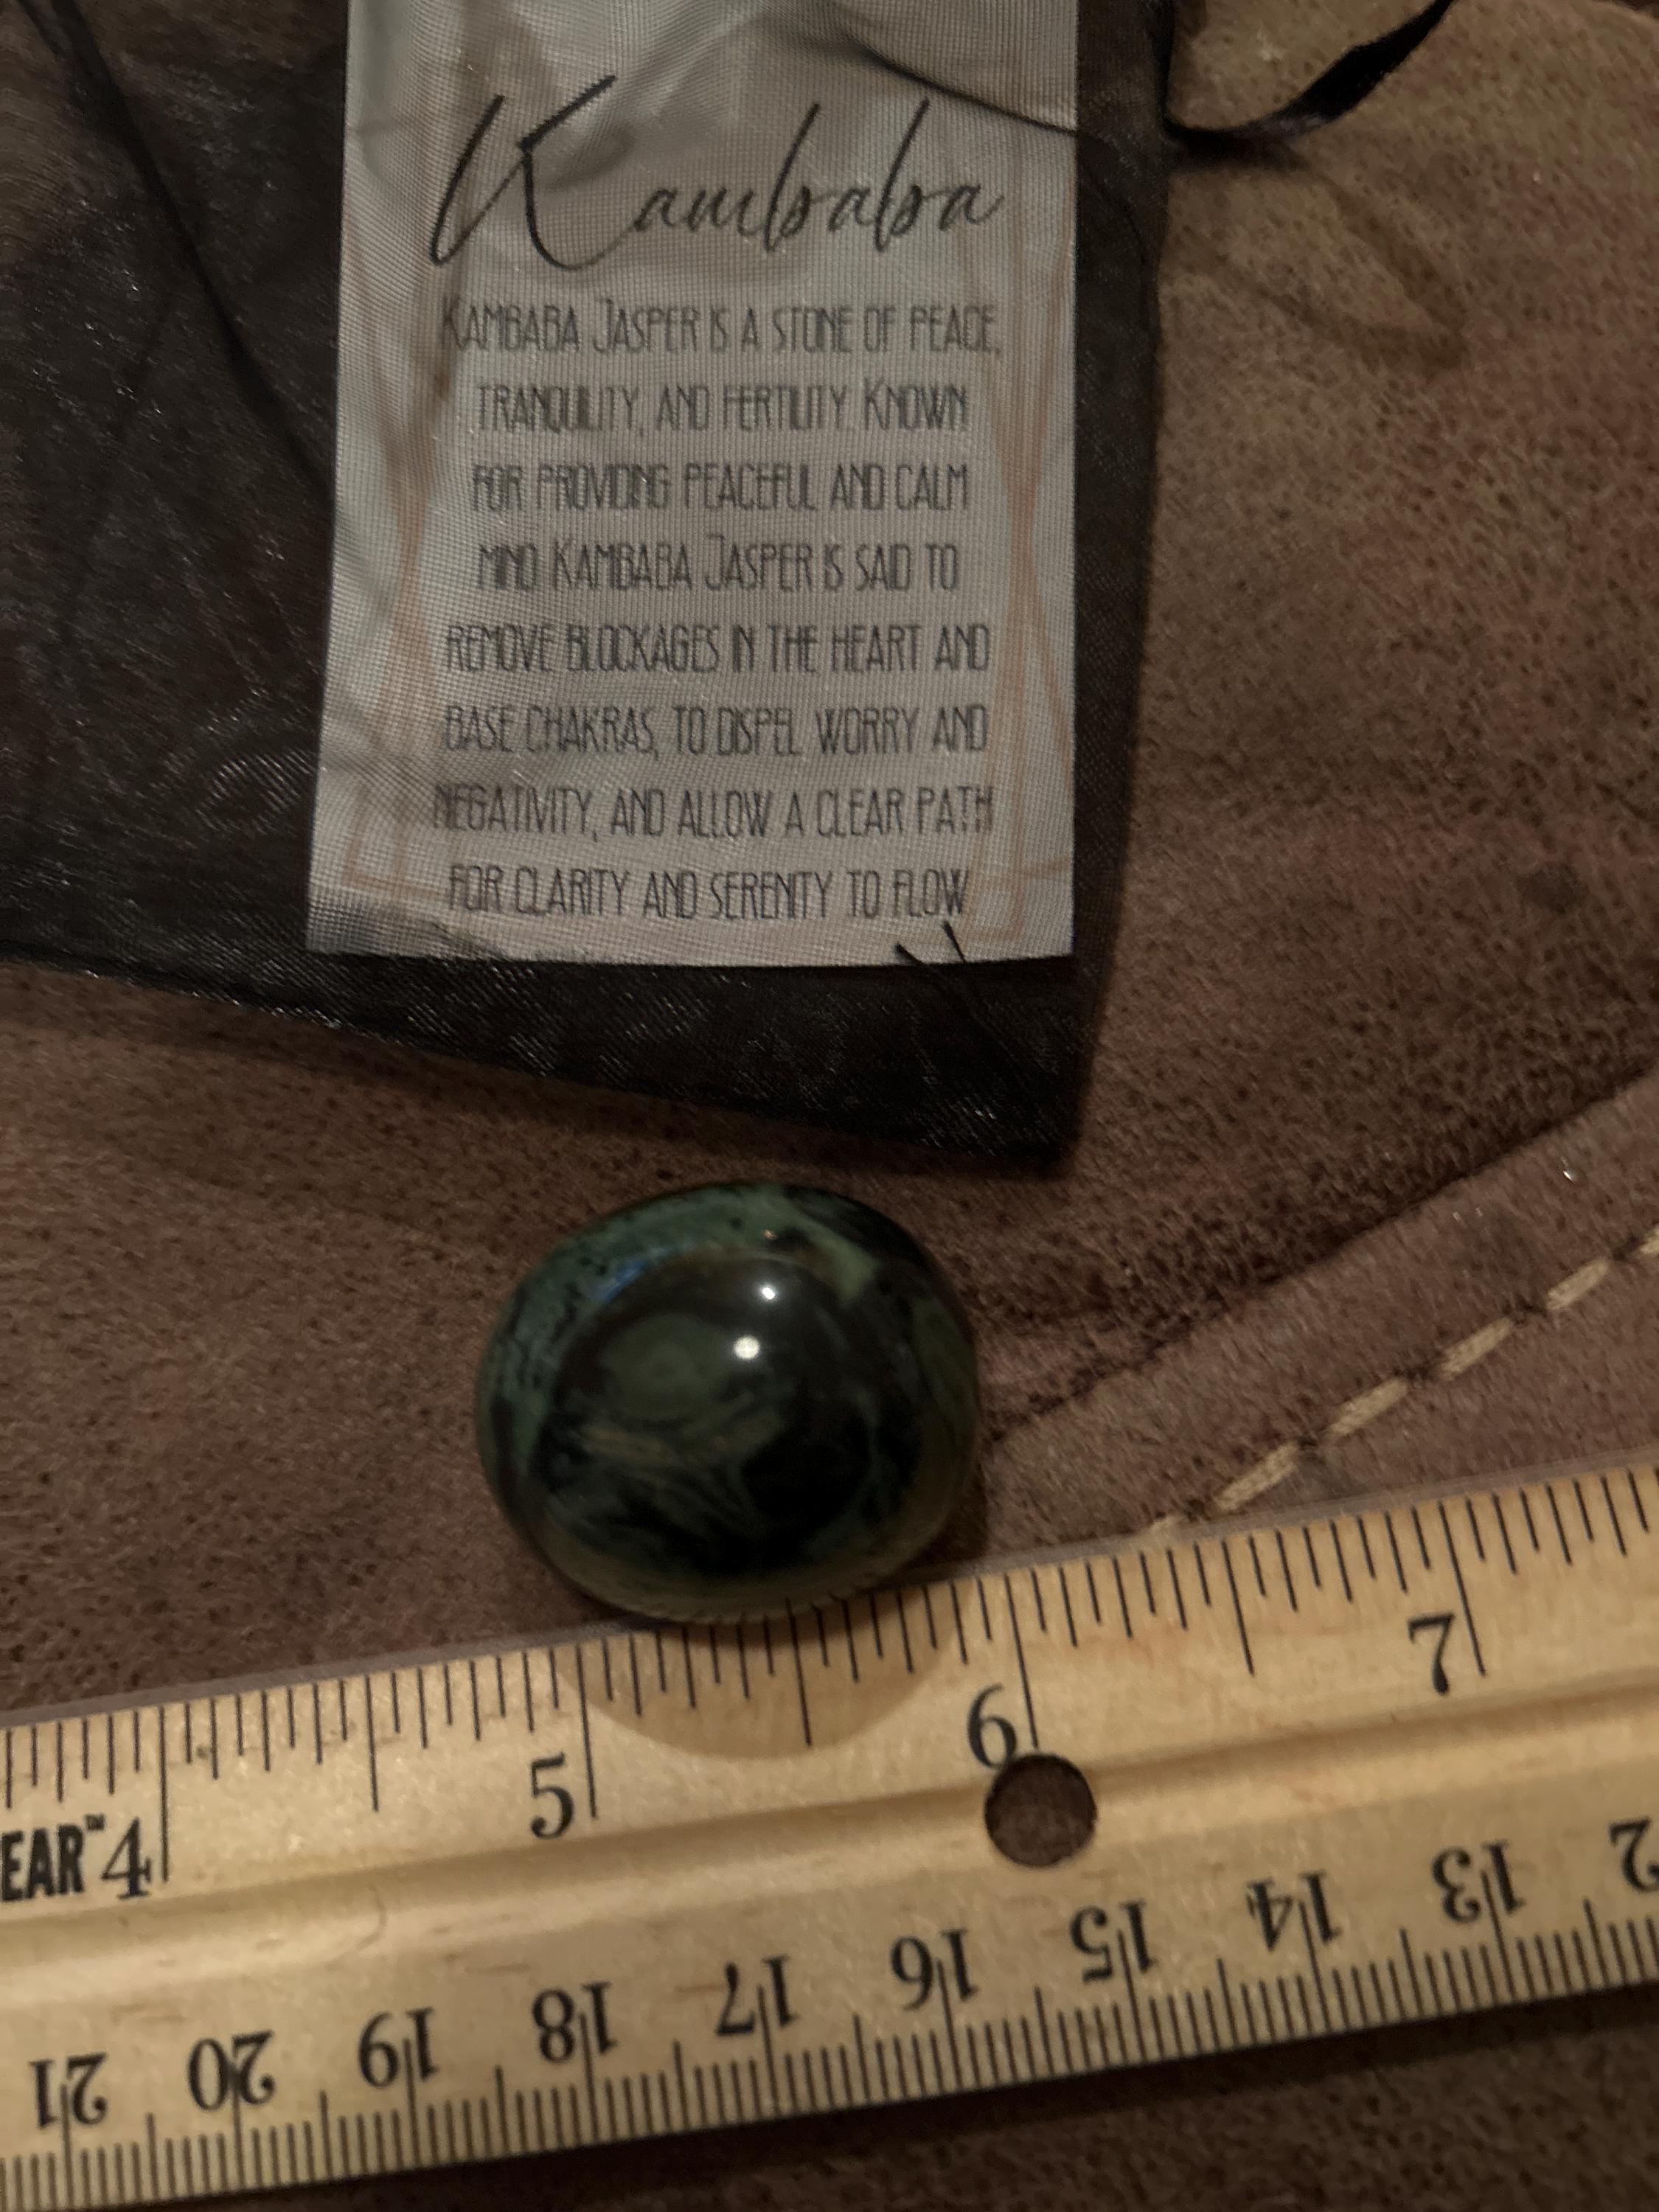 Kambaba
KAMBABA JASPER IS A STONE OF PEACE,
TRANQUILITY, AND FERTILITY. KNOWN
FOR PROVIDING PEACEFUL AND CALM
MIND KAMBABA JASPER IS SAID TO
REMOVE BLOCKAGES IN THE HEART AND
BASE CHAKRAS, TO DISPEL WORRY AND
NEGATIVITY, AND ALLOW A CLEAR PATH
FOR CLARITY AND SERENITY TO FLOW
EAR™ 4 5 6 7
21 20 19 18 17 16 15 14 13 2